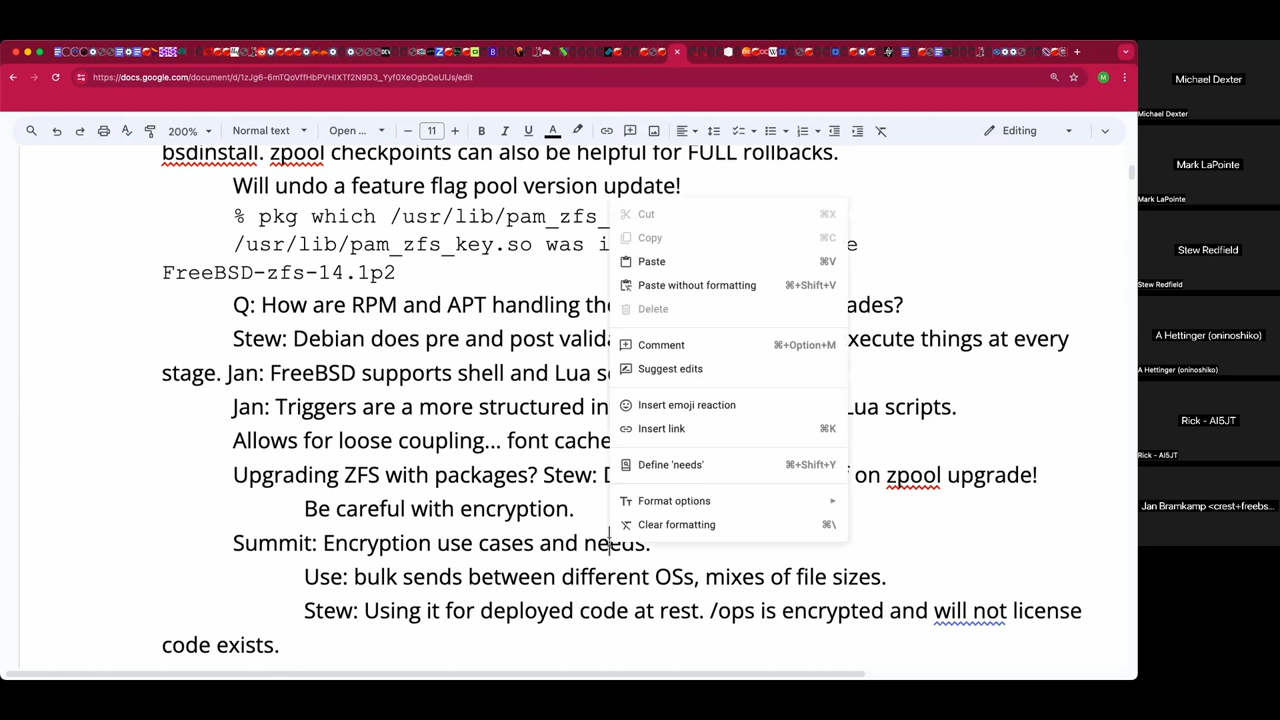 https://docs.google.com/document/d/1zJg6-6mTQoVffHbPVHIXTf2N9D3_Yyf0XeOgbQeUIJs/edit
M
200%
Normal text
Open ...
11
B
I
U
A
Editing
bsdinstall. zpool checkpoints can also be helpful for FULL rollbacks.
Will undo a feature flag pool version update!
% pkg which /usr/lib/pam_zfs_
/usr/lib/pam_zfs_key.so was i
e
FreeBSD-zfs-14.1p2
Q: How are RPM and APT handling the
ades?
Stew: Debian does pre and post valida
xecute things at every
stage. Jan: FreeBSD supports shell and Lua s
Jan: Triggers are a more structured in
Lua scripts.
Allows for loose coupling... font cache
Upgrading ZFS with packages? Stew: D
f on zpool upgrade!
Be careful with encryption.
Summit: Encryption use cases and needs.
Use: bulk sends between different OSs, mixes of file sizes.
Stew: Using it for deployed code at rest. /ops is encrypted and will not license
code exists.
Cut ⌘X
Copy ⌘C
Paste ⌘V
Paste without formatting ⌘+Shift+V
Delete
Comment ⌘+Option+M
Suggest edits
Insert emoji reaction
Insert link ⌘K
Define 'needs' ⌘+Shift+Y
Format options
Clear formatting ⌘\
Michael Dexter
Michael Dexter
Mark LaPointe
Mark LaPointe
Stew Redfield
Stew Redfield
A Hettinger (oninoshiko)
A Hettinger (oninoshiko)
Rick - AI5JT
Rick - AI5JT
Jan Bramkamp <crest+freebs...